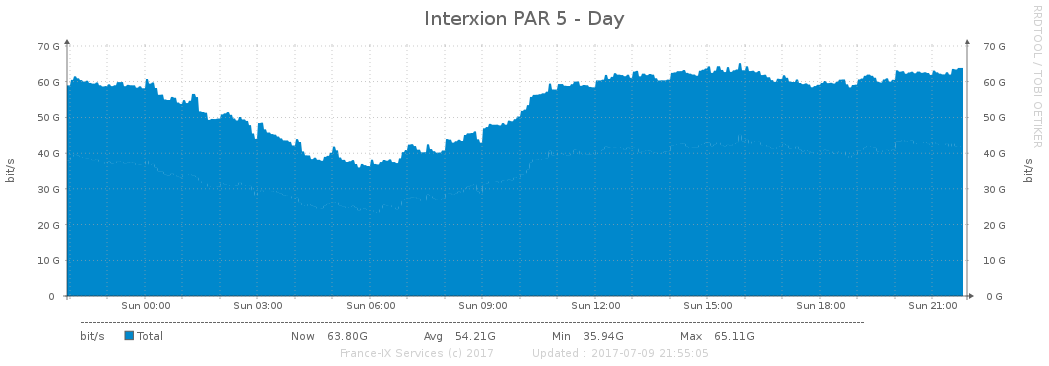 Interxion PAR 5 - Day
RRDTOOL / TOBI OETIKER
70 G 70 G
60 G 60 G
50 G 50 G
40 G 40 G
30 G 30 G
20 G 20 G
10 G 10 G
0 0 G
bit/s
bit/s
Sun 00:00 Sun 03:00 Sun 06:00 Sun 09:00 Sun 12:00 Sun 15:00 Sun 18:00 Sun 21:00
bit/s Total Now 63.80G Avg 54.21G Min 35.94G Max 65.11G
France-IX Services (c) 2017 Updated : 2017-07-09 21:55:05